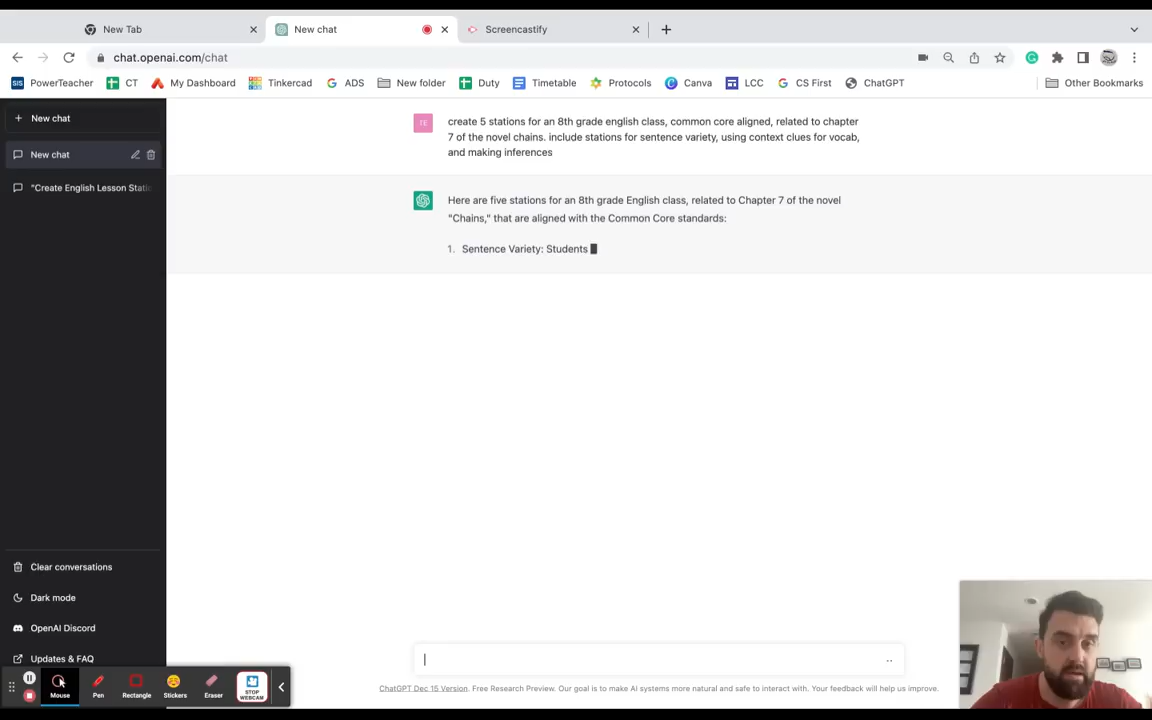 New Tab
New chat
Screencastify
chat.openai.com/chat
SIS PowerTeacher
CT
My Dashboard
Tinkercad
ADS
New folder
Duty
Timetable
Protocols
Canva
LCC
CS First
ChatGPT
Other Bookmarks
+ New chat
New chat
"Create English Lesson Stati
TE
create 5 stations for an 8th grade english class, common core aligned, related to chapter
7 of the novel chains. include stations for sentence variety, using context clues for vocab,
and making inferences
Here are five stations for an 8th grade English class, related to Chapter 7 of the novel
"Chains," that are aligned with the Common Core standards:
1. Sentence Variety: Students
Clear conversations
Dark mode
OpenAI Discord
Updates & FAQ
Mouse
Pen
Rectangle
Stickers
Eraser
STOP
WEBCAM
ChatGPT Dec 15 Version. Free Research Preview. Our goal is to make AI systems more natural and safe to interact with. Your feedback will help us improve.